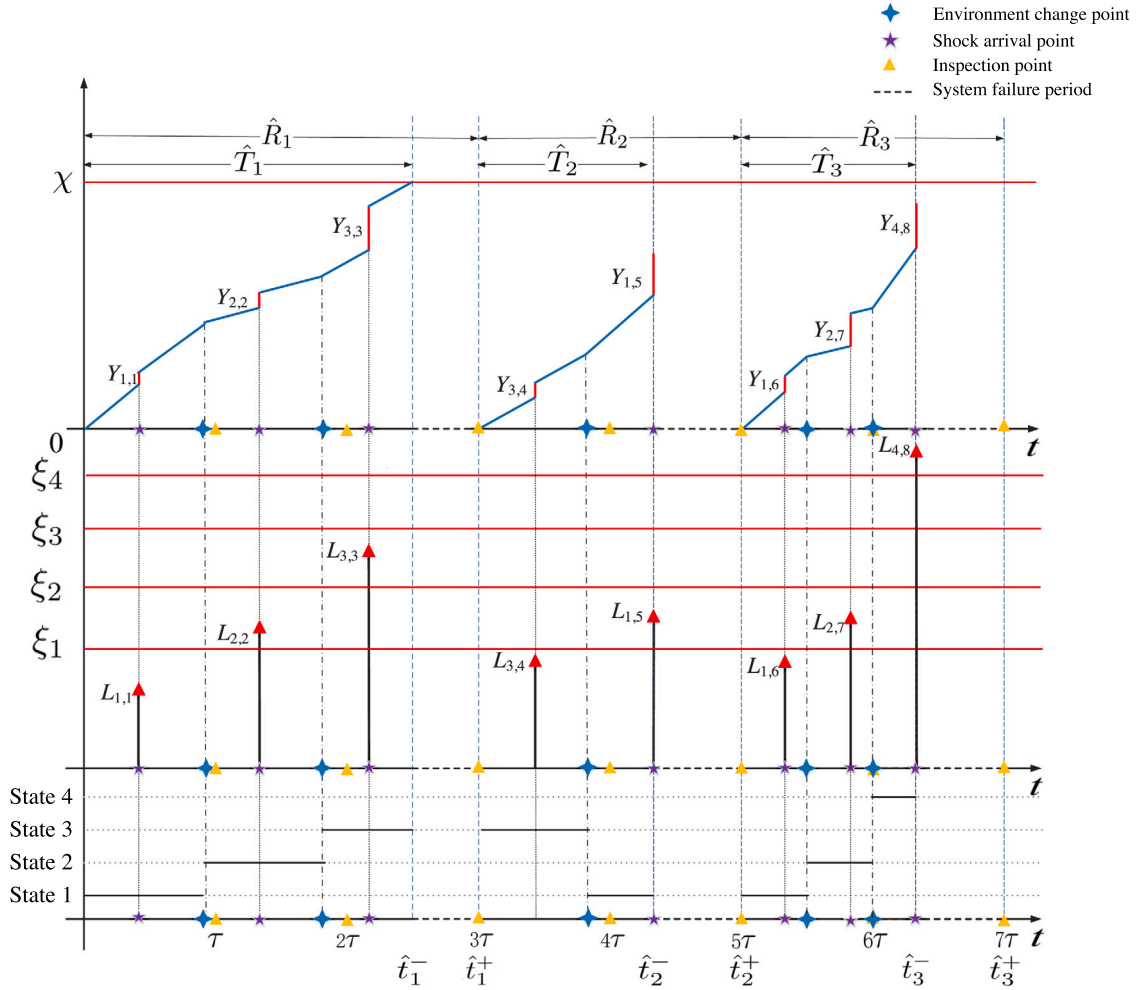 Environment change point
Shock arrival point
Inspection point
System failure period
R̂₁ R̂₂ R̂₃
T̂₁ T̂₂ T̂₃
χ
Y₃,₃ Y₄,₈
Y₂,₂ Y₁,₅
Y₂,₇
Y₁,₁ Y₃,₄ Y₁,₆
0 t
L₄,₈
ξ₄
ξ₃
L₃,₃
ξ₂
L₂,₂ L₁,₅ L₂,₇
ξ₁
L₃,₄ L₁,₆
L₁,₁
t
State 4
State 3
State 2
State 1
τ 2τ 3τ 4τ 5τ 6τ 7τ t
t̂₁⁻ t̂₁⁺ t̂₂⁻ t̂₂⁺ t̂₃⁻ t̂₃⁺